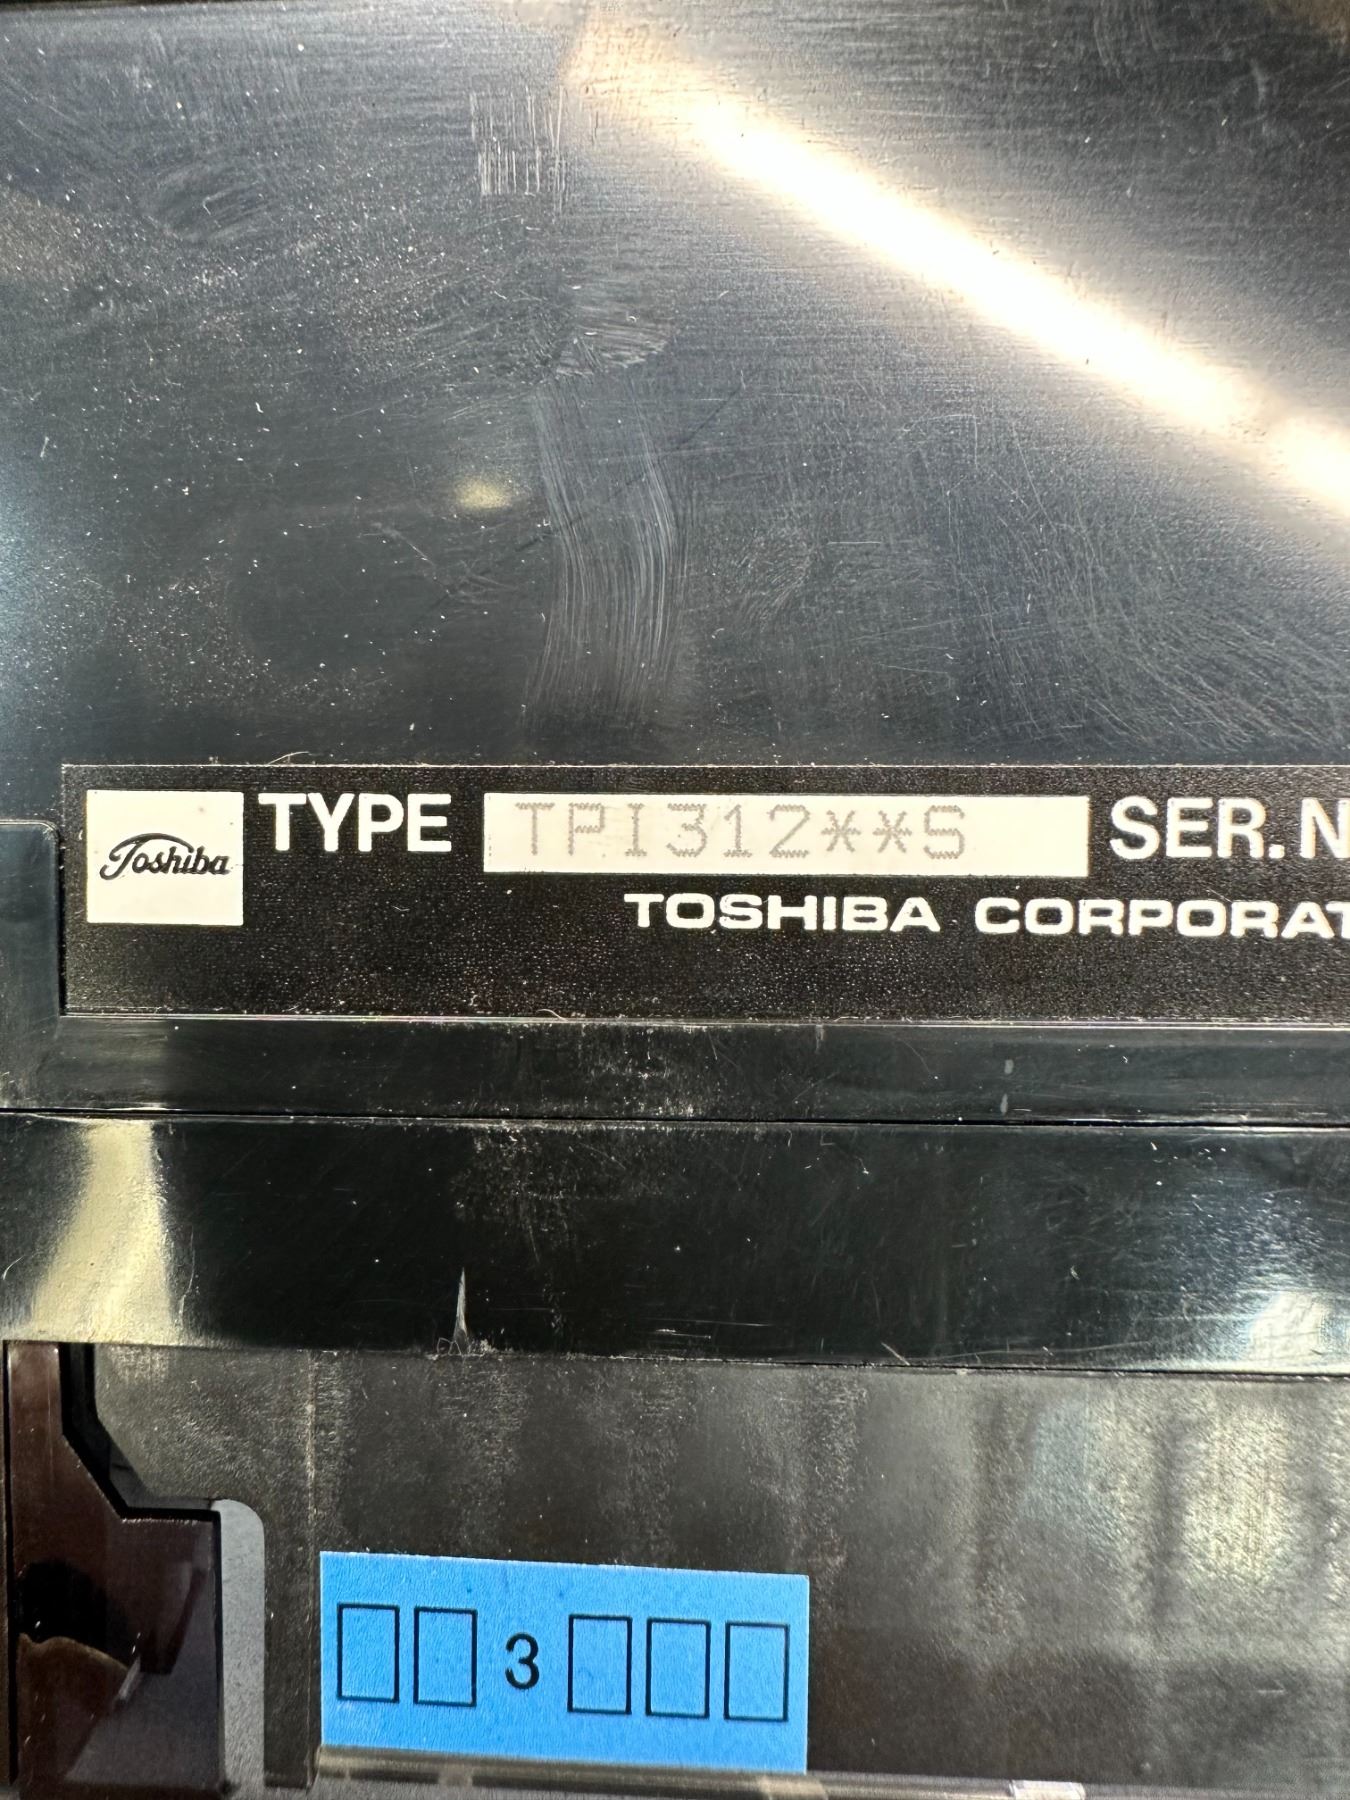 Toshiba TYPE TPI312**S SER.N
TOSHIBA CORPORAT
□□3□□□